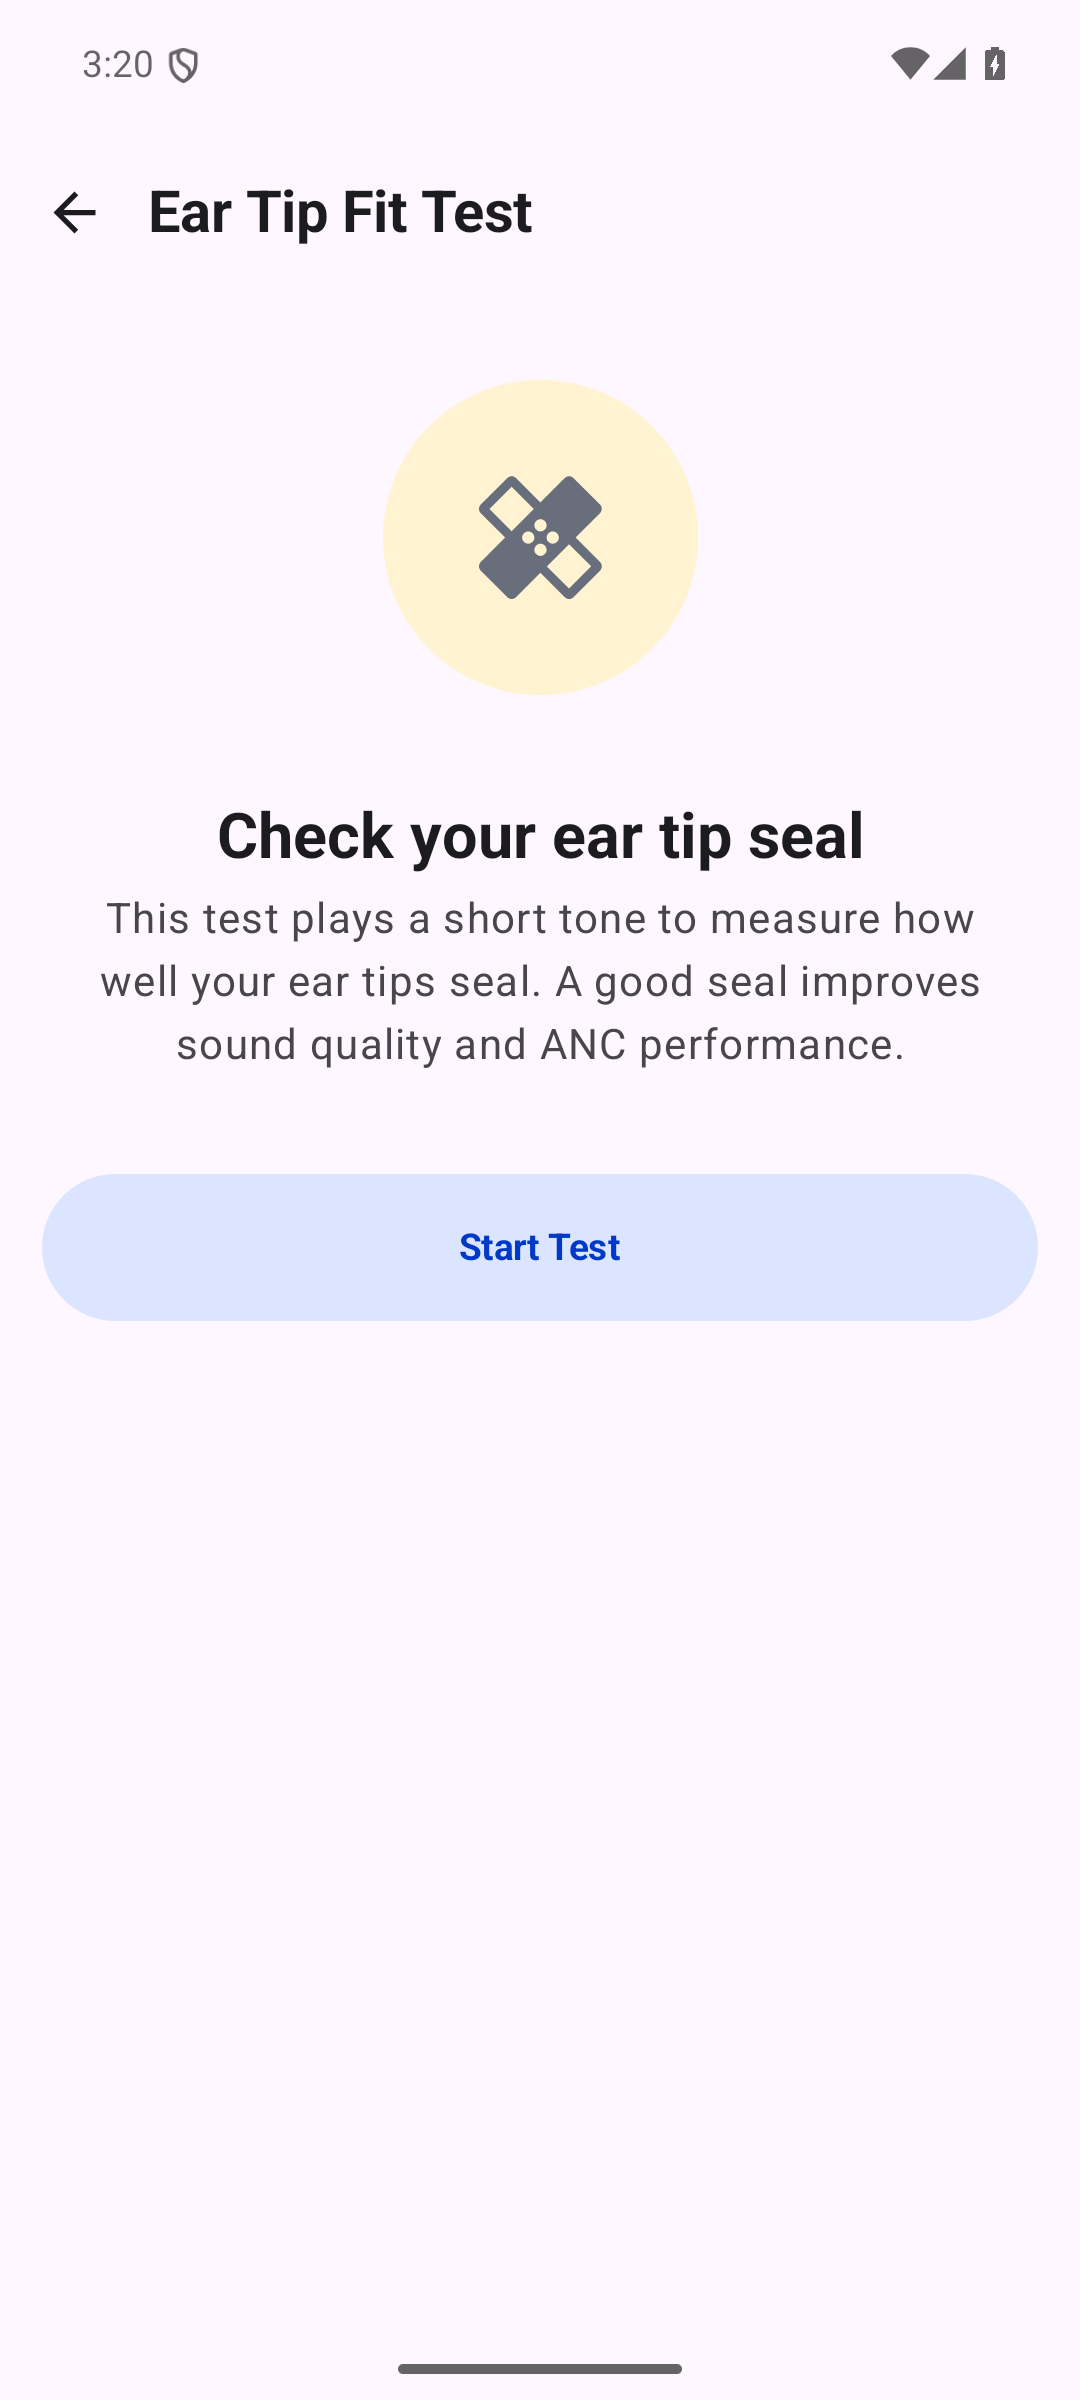 3:20
Ear Tip Fit Test
Check your ear tip seal
This test plays a short tone to measure how
well your ear tips seal. A good seal improves
sound quality and ANC performance.
Start Test